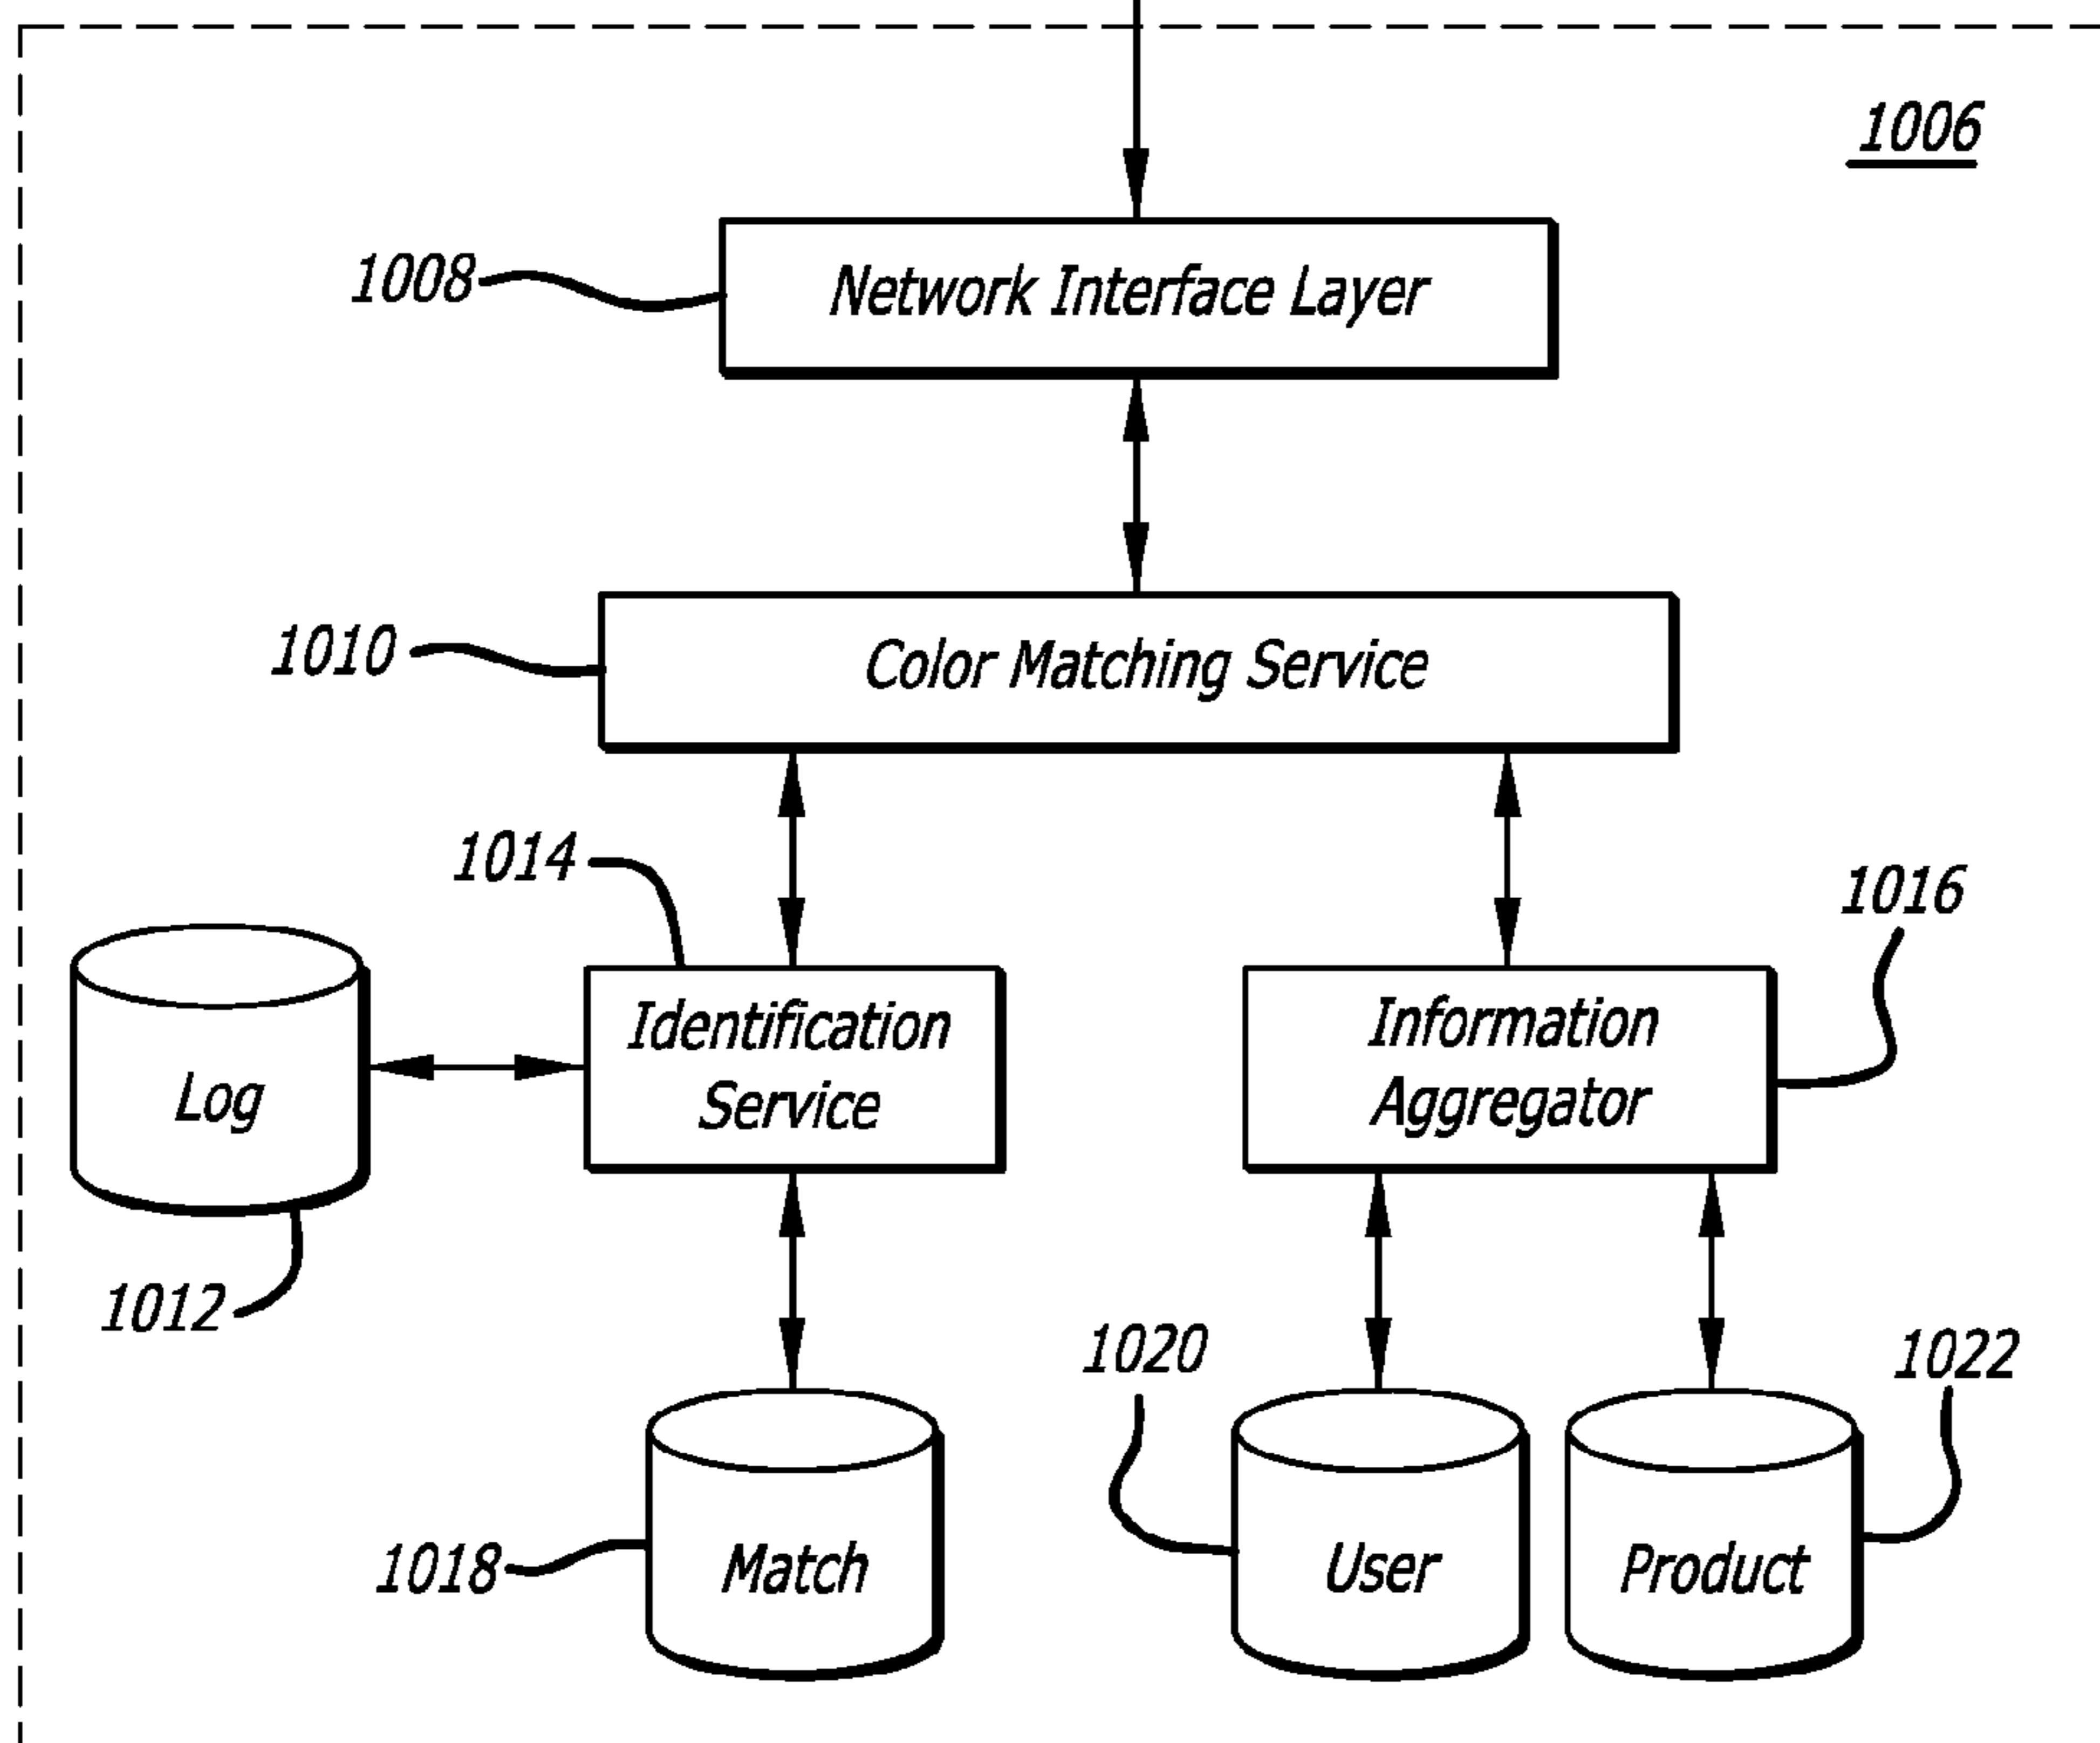 1006
1008
Network Interface Layer
1010
Color Matching Service
1014
1016
Log
Identification
Service
Information
Aggregator
1012
1020
1022
1018
Match
User
Product